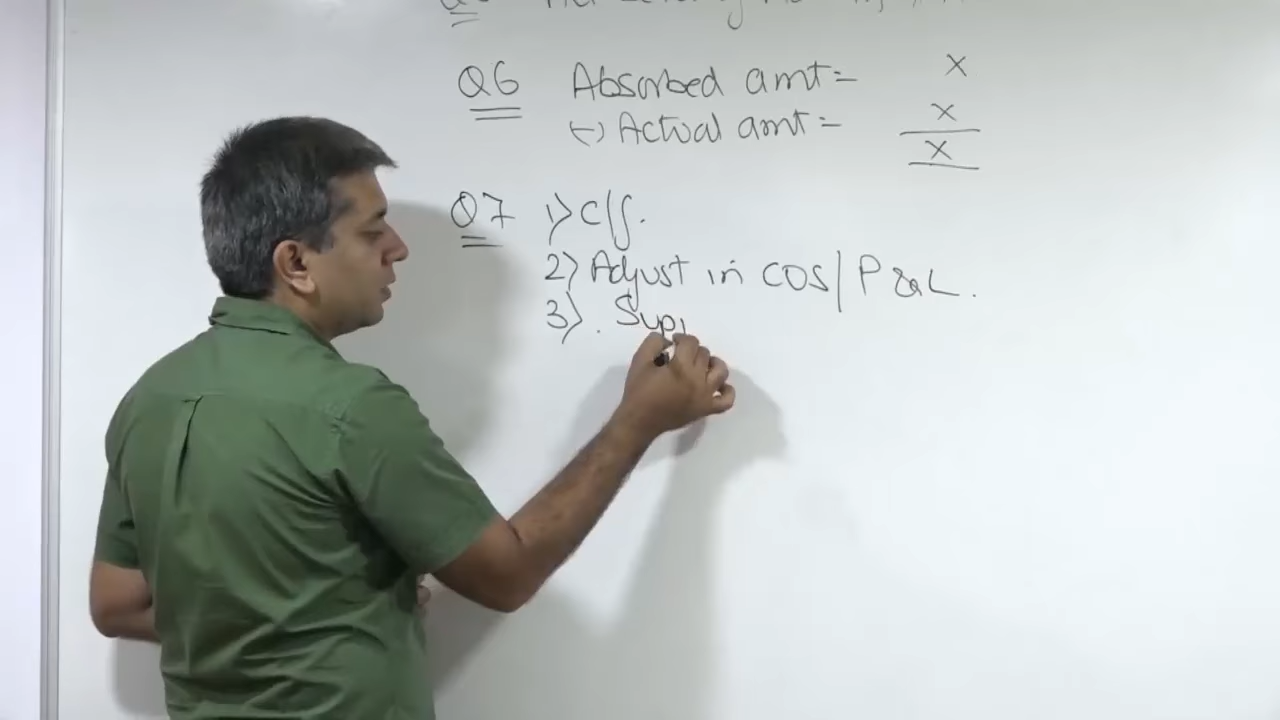 Q6 Absorbed amt = x
(-) Actual amt = x
x
Q7 1) C/f.
2) Adjust in COS/P&L.
3). Sup